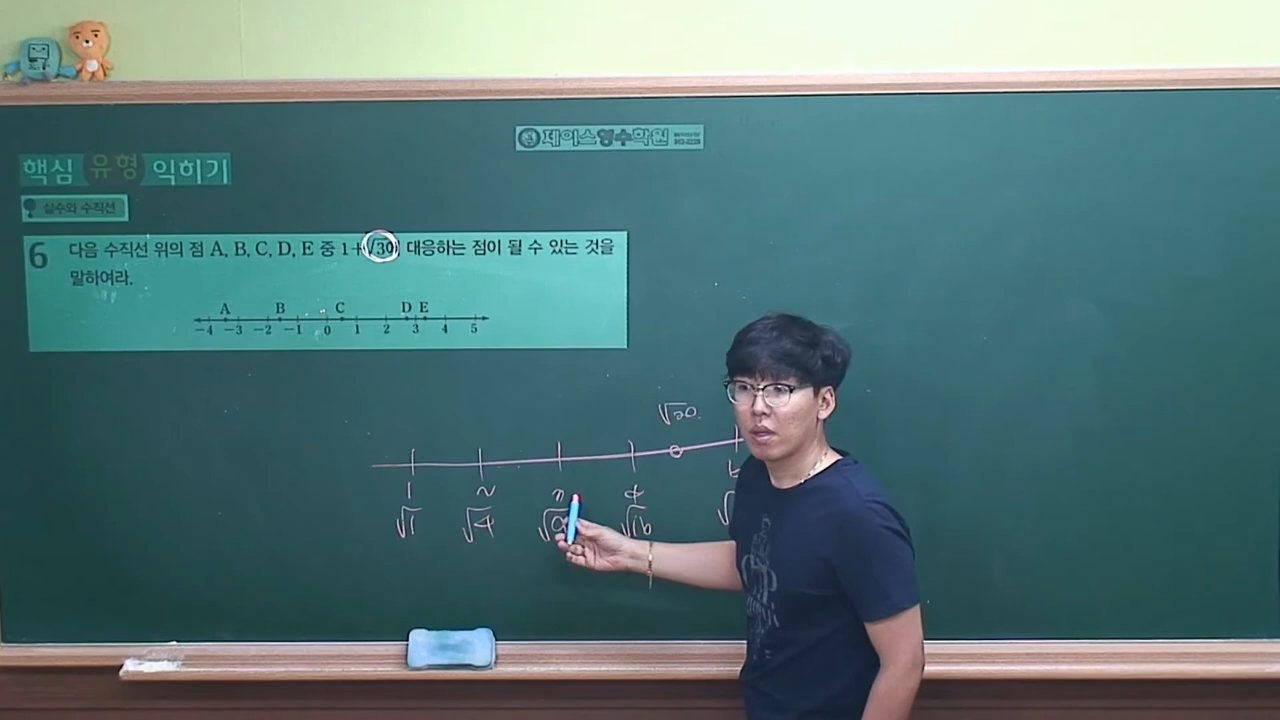 제이스영수학원
핵심 유형 익히기
실수와 수직선
6 다음 수직선 위의 점 A, B, C, D, E 중 1+√3에 대응하는 점이 될 수 있는 것을
말하여라.
A B C D E
-4 -3 -2 -1 0 1 2 3 4 5
√20.
1 2 3 4
√1 √4 √9 √16